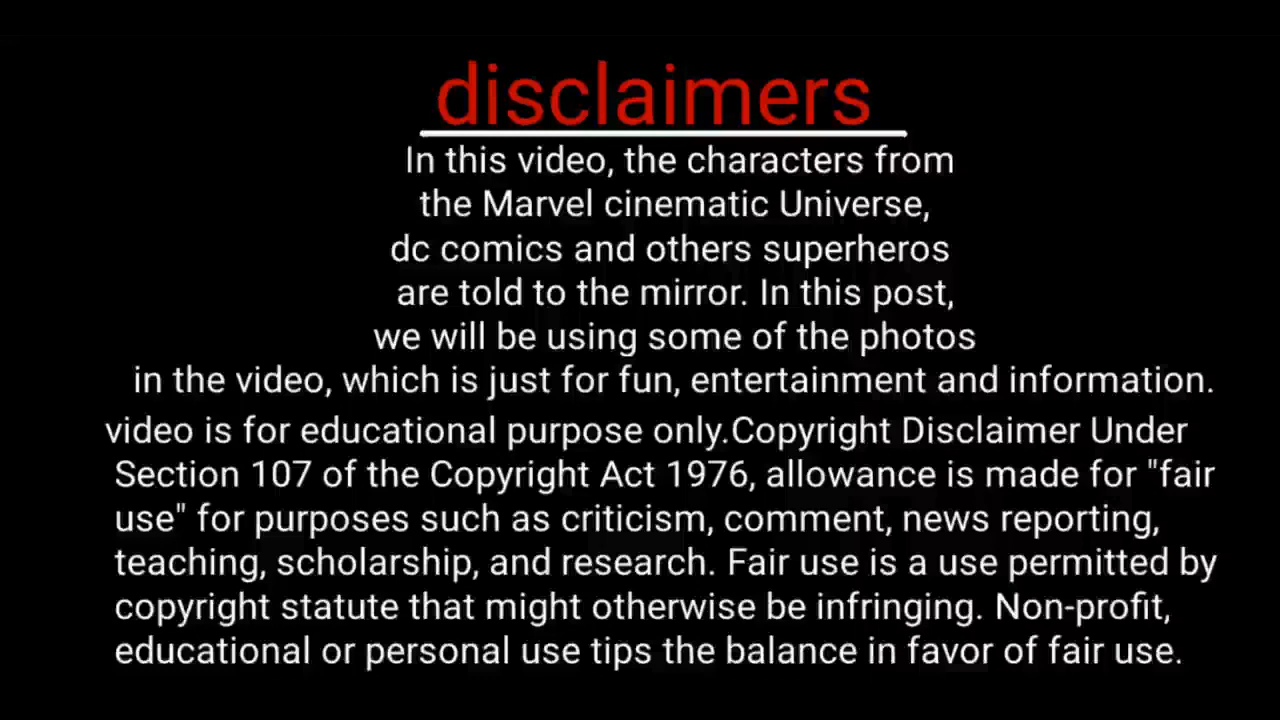 disclaimers
In this video, the characters from
the Marvel cinematic Universe,
dc comics and others superheros
are told to the mirror. In this post,
we will be using some of the photos
in the video, which is just for fun, entertainment and information.
video is for educational purpose only.Copyright Disclaimer Under
Section 107 of the Copyright Act 1976, allowance is made for "fair
use" for purposes such as criticism, comment, news reporting,
teaching, scholarship, and research. Fair use is a use permitted by
copyright statute that might otherwise be infringing. Non-profit,
educational or personal use tips the balance in favor of fair use.